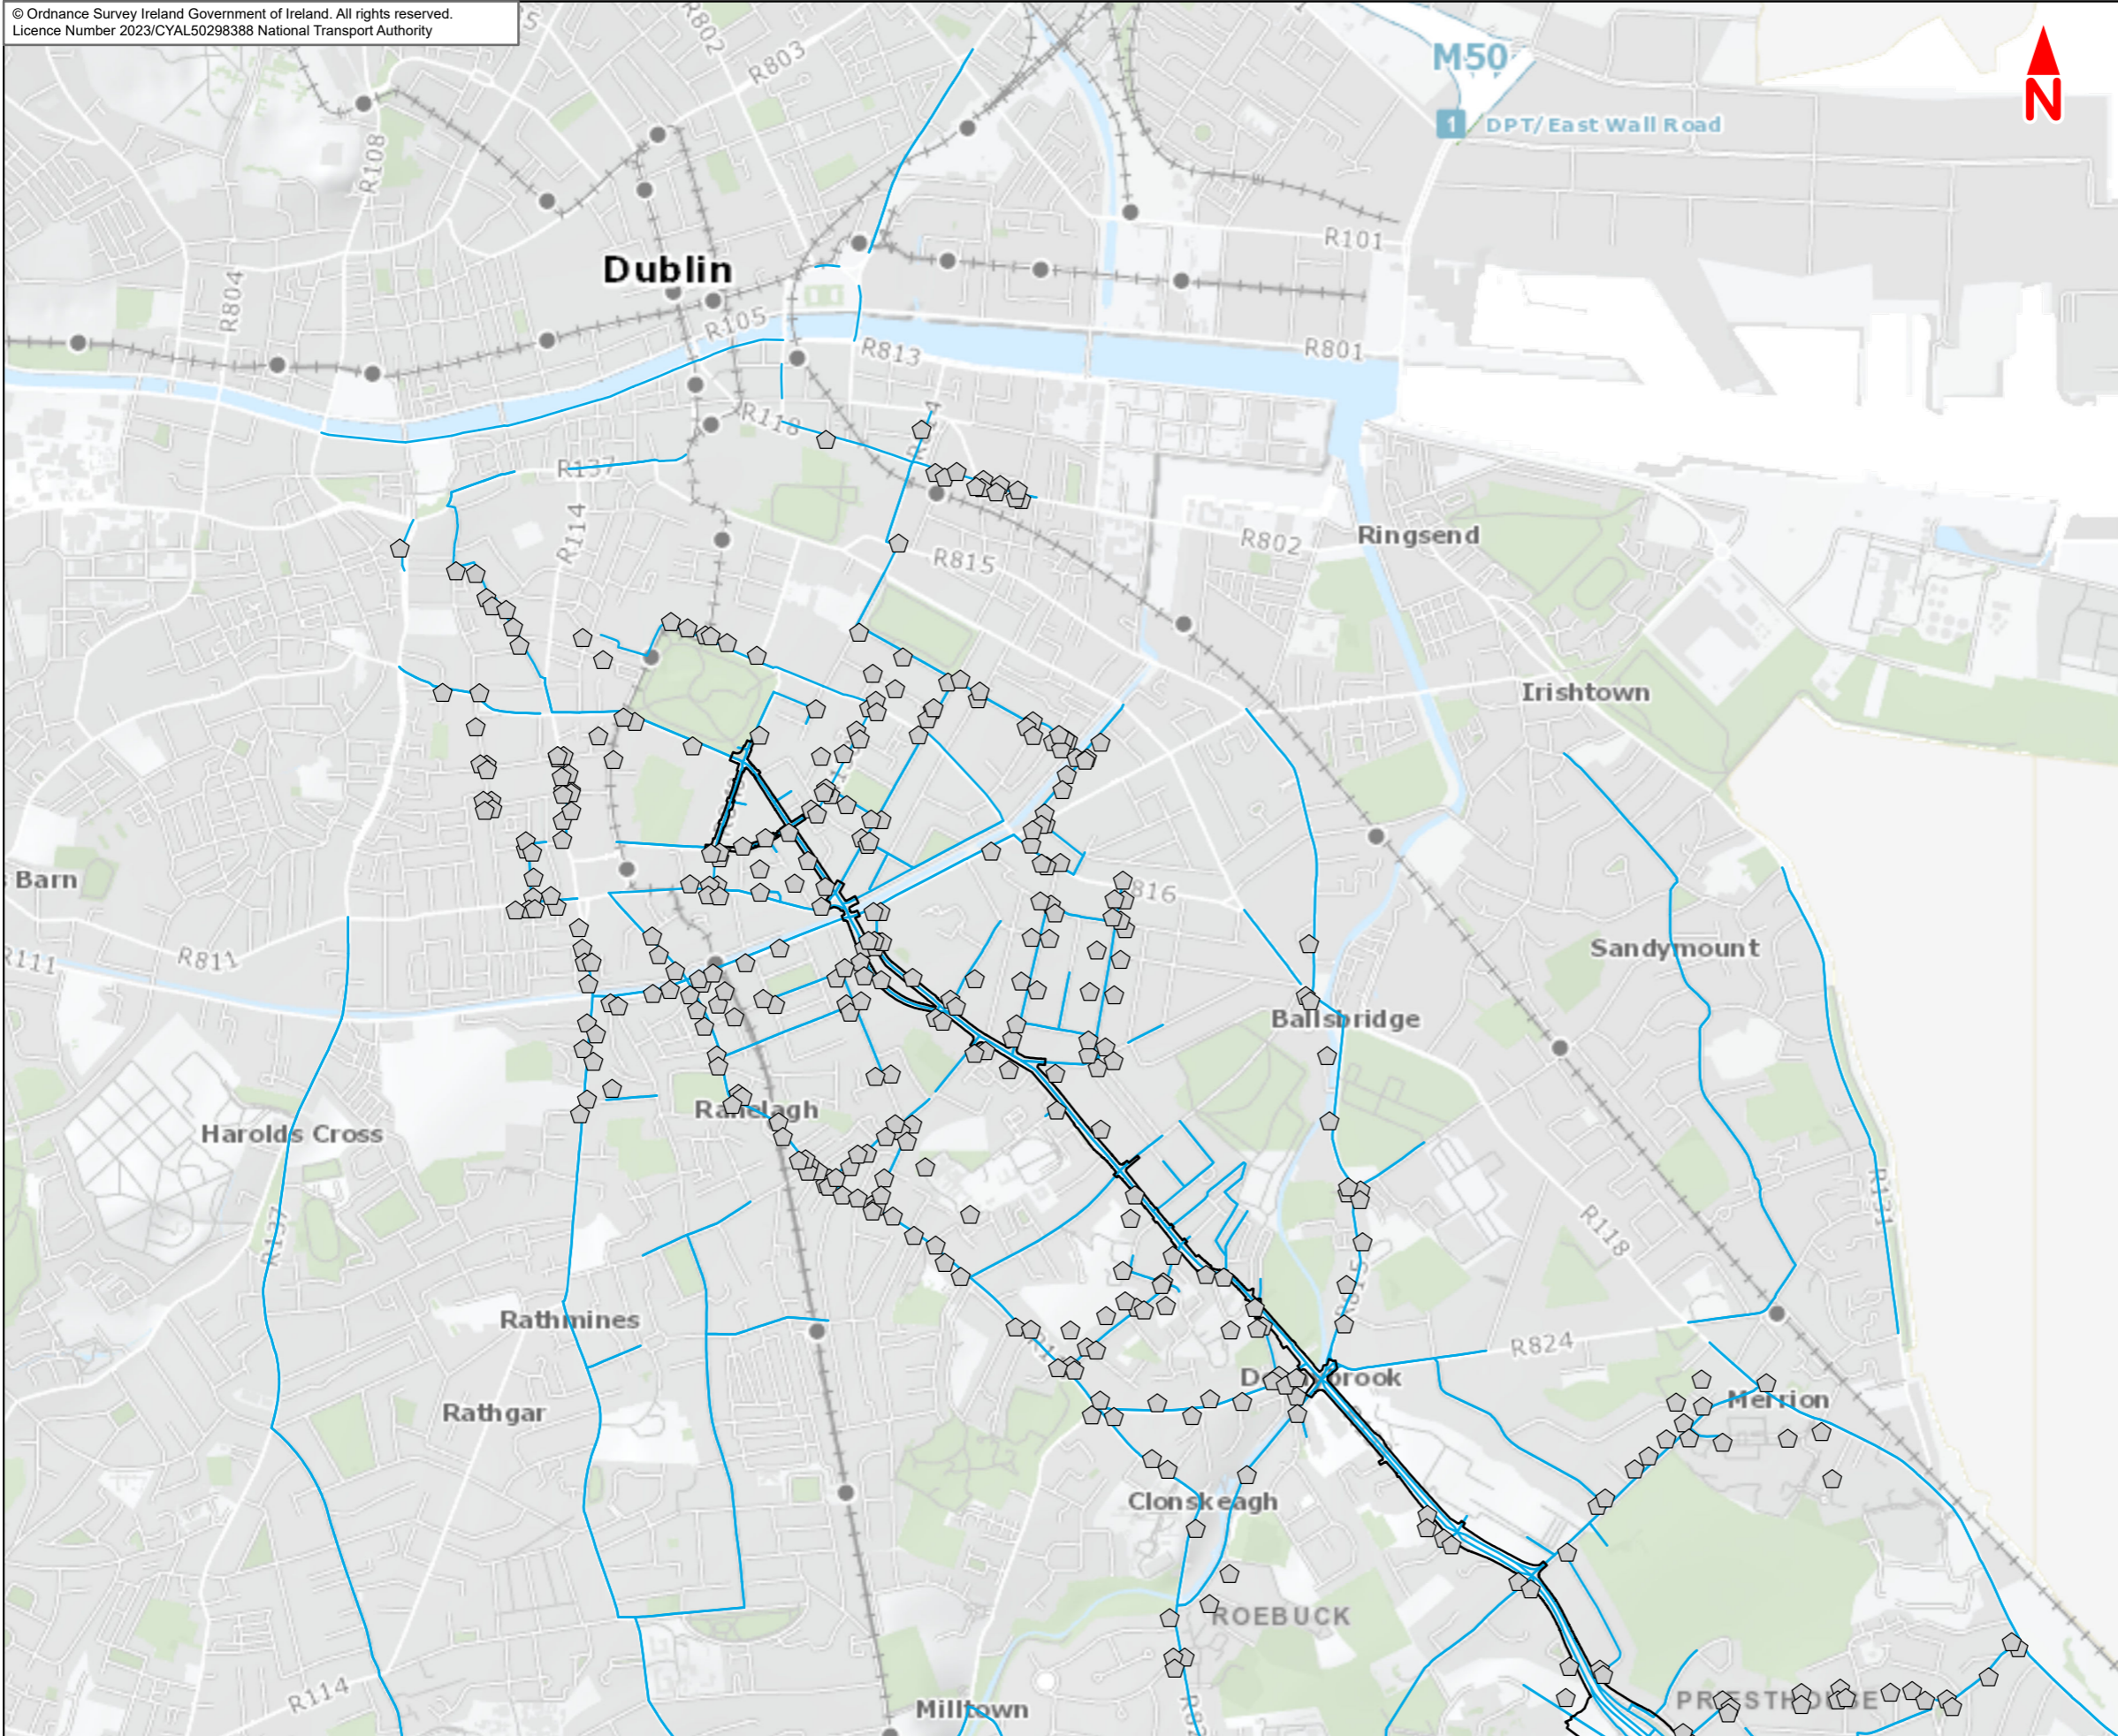 © Ordnance Survey Ireland Government of Ireland. All rights reserved.
Licence Number 2023/CYAL50298388 National Transport Authority
R802
R803
M50
N
1 DPT/East Wall Road
R108
R101
Dublin
R804
R105
R813
R801
R118
R137
R114
R802
Ringsend
R815
Irishtown
Barn
816
R811
R111
Sandymount
Ballsbridge
Ranelagh
Harolds Cross
R137
R131
R118
Rathmines
R815
R824
Donnybrook
Merrion
Rathgar
Clonskeagh
ROEBUCK
R114
Milltown
PRIESTHOUSE